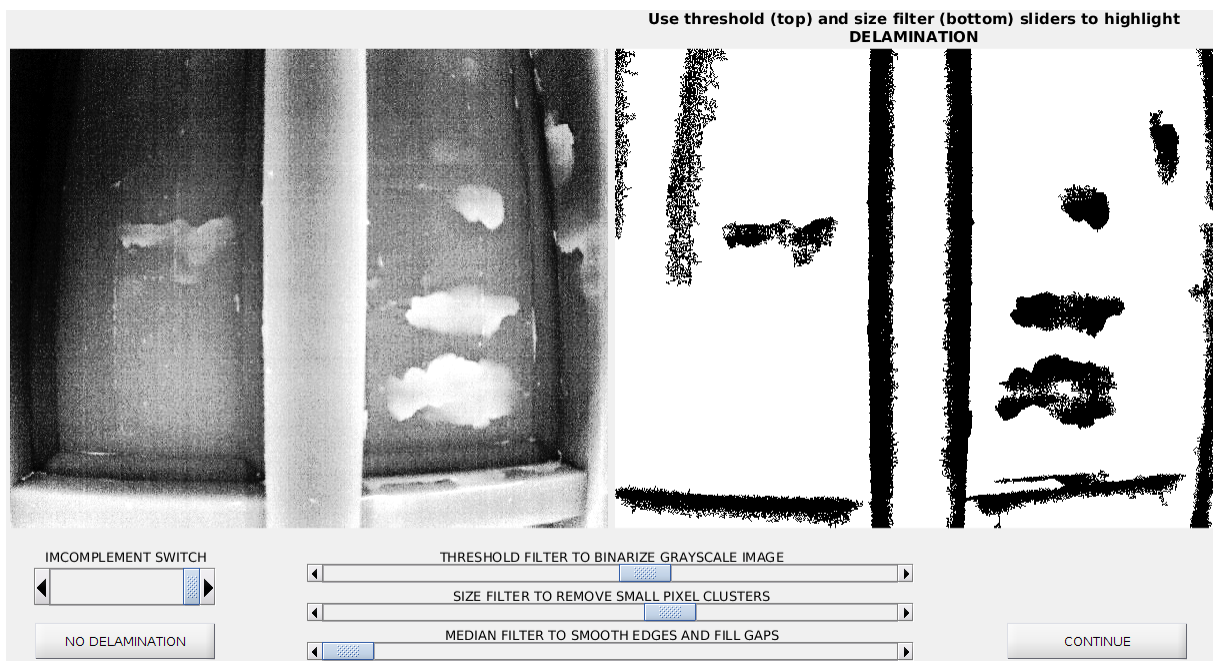 Use threshold (top) and size filter (bottom) sliders to highlight
DELAMINATION
IMCOMPLEMENT SWITCH
THRESHOLD FILTER TO BINARIZE GRAYSCALE IMAGE
SIZE FILTER TO REMOVE SMALL PIXEL CLUSTERS
NO DELAMINATION
MEDIAN FILTER TO SMOOTH EDGES AND FILL GAPS
CONTINUE